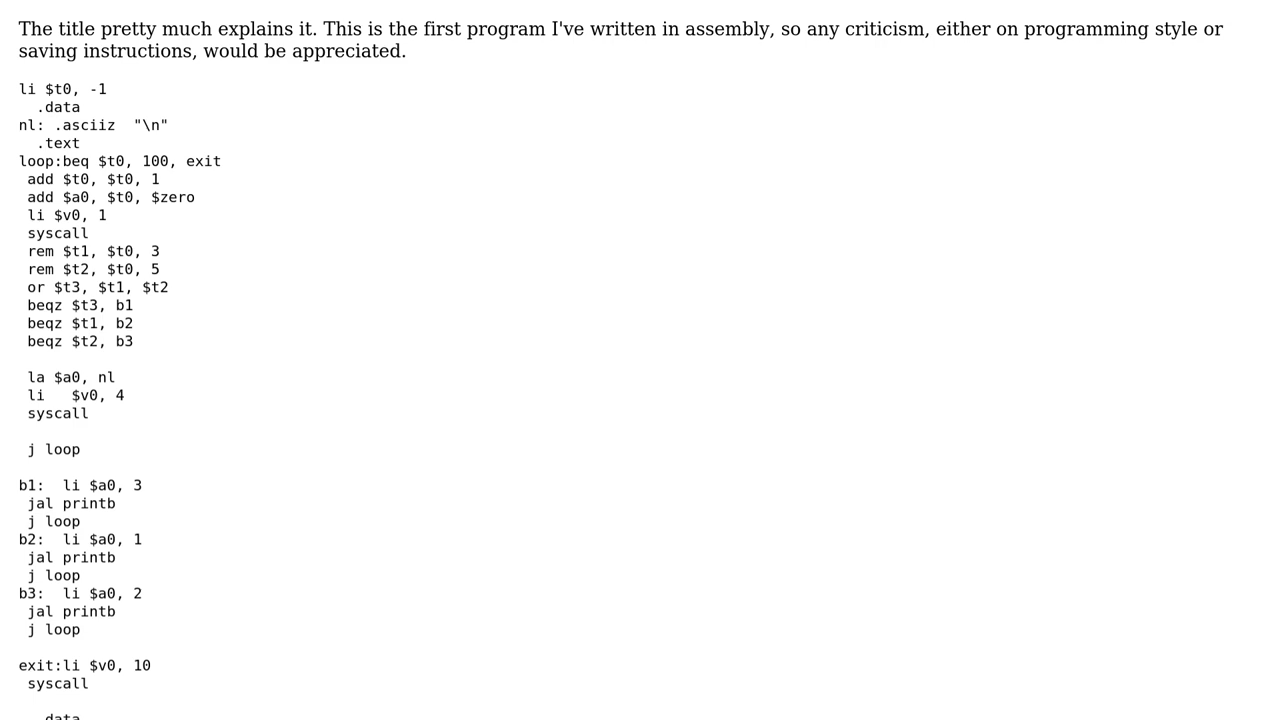 The title pretty much explains it. This is the first program I've written in assembly, so any criticism, either on programming style or
saving instructions, would be appreciated.
li $t0, -1
.data
nl: .asciiz  "\n"
.text
loop:beq $t0, 100, exit
add $t0, $t0, 1
add $a0, $t0, $zero
li $v0, 1
syscall
rem $t1, $t0, 3
rem $t2, $t0, 5
or $t3, $t1, $t2
beqz $t3, b1
beqz $t1, b2
beqz $t2, b3
la $a0, nl
li   $v0, 4
syscall
j loop
b1:  li $a0, 3
jal printb
j loop
b2:  li $a0, 1
jal printb
j loop
b3:  li $a0, 2
jal printb
j loop
exit:li $v0, 10
syscall
.data